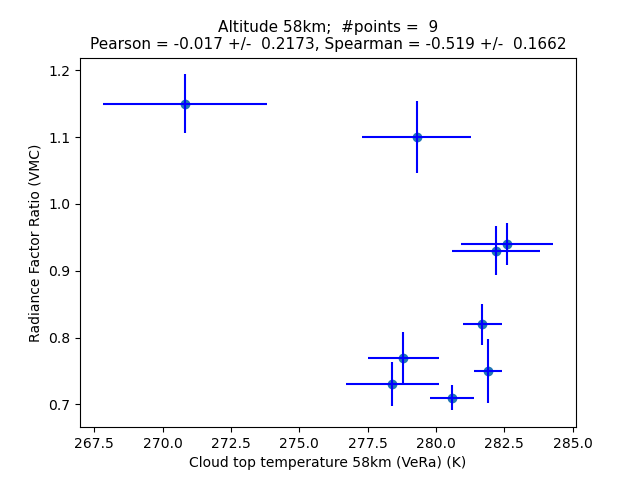 Altitude 58km;  #points =  9
Pearson = -0.017 +/-  0.2173, Spearman = -0.519 +/-  0.1662
1.2
1.1
1.0
0.9
0.8
0.7
Radiance Factor Ratio (VMC)
267.5 270.0 272.5 275.0 277.5 280.0 282.5 285.0
Cloud top temperature 58km (VeRa) (K)